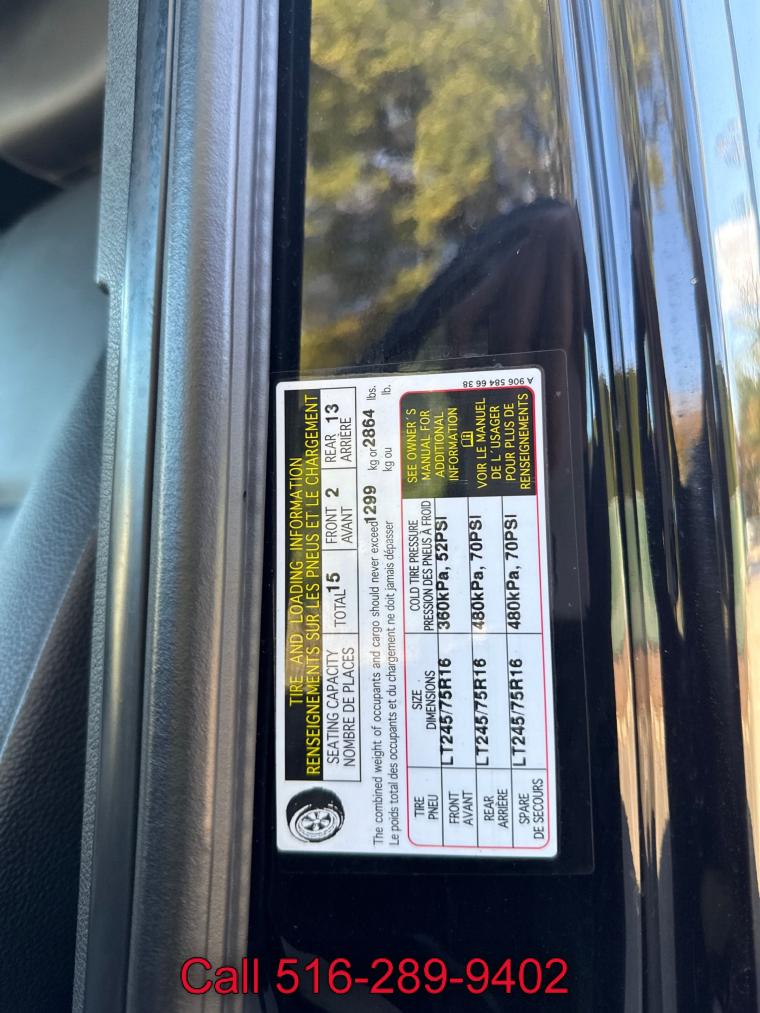 TIRE AND LOADING INFORMATION
RENSEIGNEMENTS SUR LES PNEUS ET LE CHARGEMENT
SEATING CAPACITY TOTAL 15 FRONT 2 REAR 13
NOMBRE DE PLACES AVANT ARRIÈRE
The combined weight of occupants and cargo should never exceed 1299 kg or 2864 lbs.
Le poids total des occupants et du chargement ne doit jamais dépasser kg ou lb.
TIRE SIZE COLD TIRE PRESSURE
PNEU DIMENSIONS PRESSION DES PNEUS À FROID
FRONT LT245/75R16 360kPa, 52PSI
AVANT
REAR LT245/75R16 480kPa, 70PSI
ARRIÈRE
SPARE LT245/75R16 480kPa, 70PSI
DE SECOURS
SEE OWNER'S
MANUAL FOR
ADDITIONAL
INFORMATION
VOIR LE MANUEL
DE L'USAGER
POUR PLUS DE
RENSEIGNEMENTS
A 906 584 66 38
Call 516-289-9402